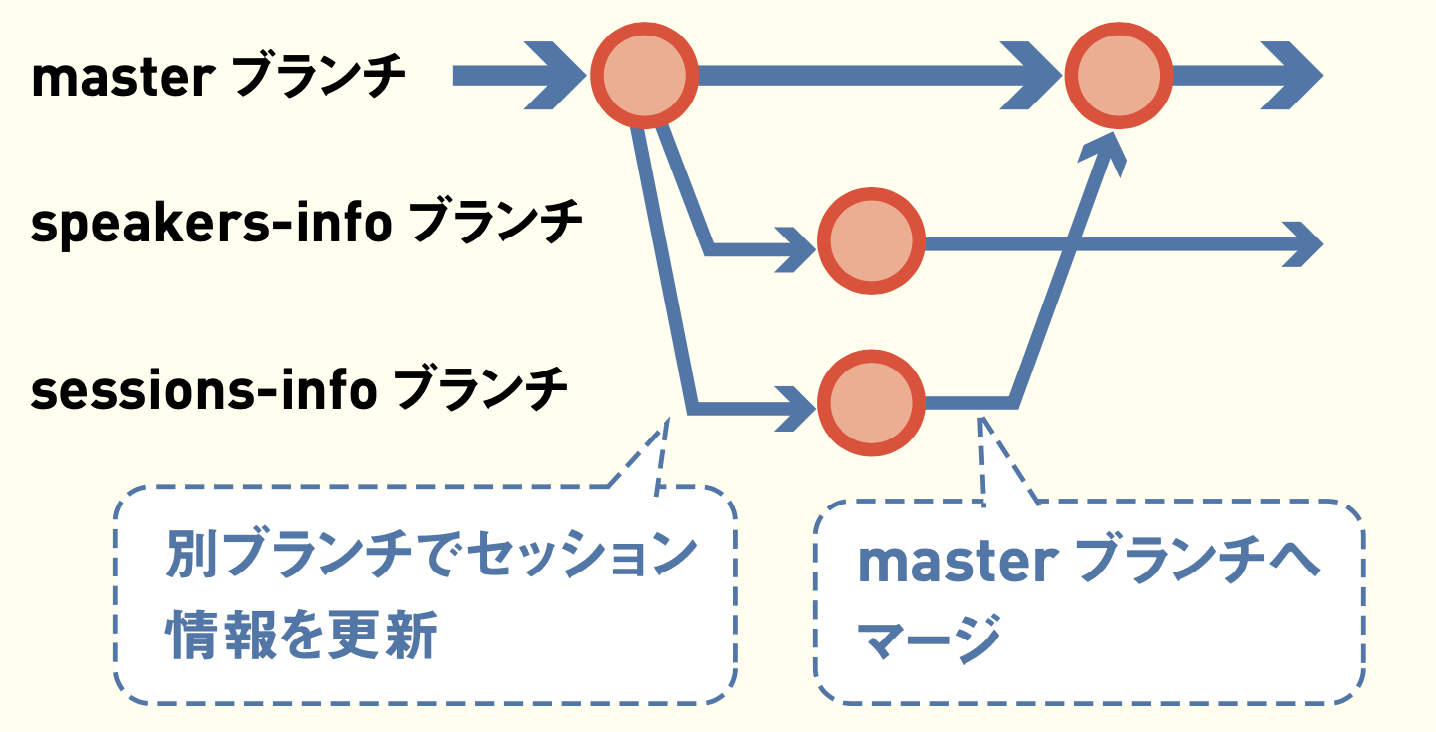 master ブランチ
speakers-info ブランチ
sessions-info ブランチ
別ブランチでセッション
情報を更新
master ブランチへ
マージ